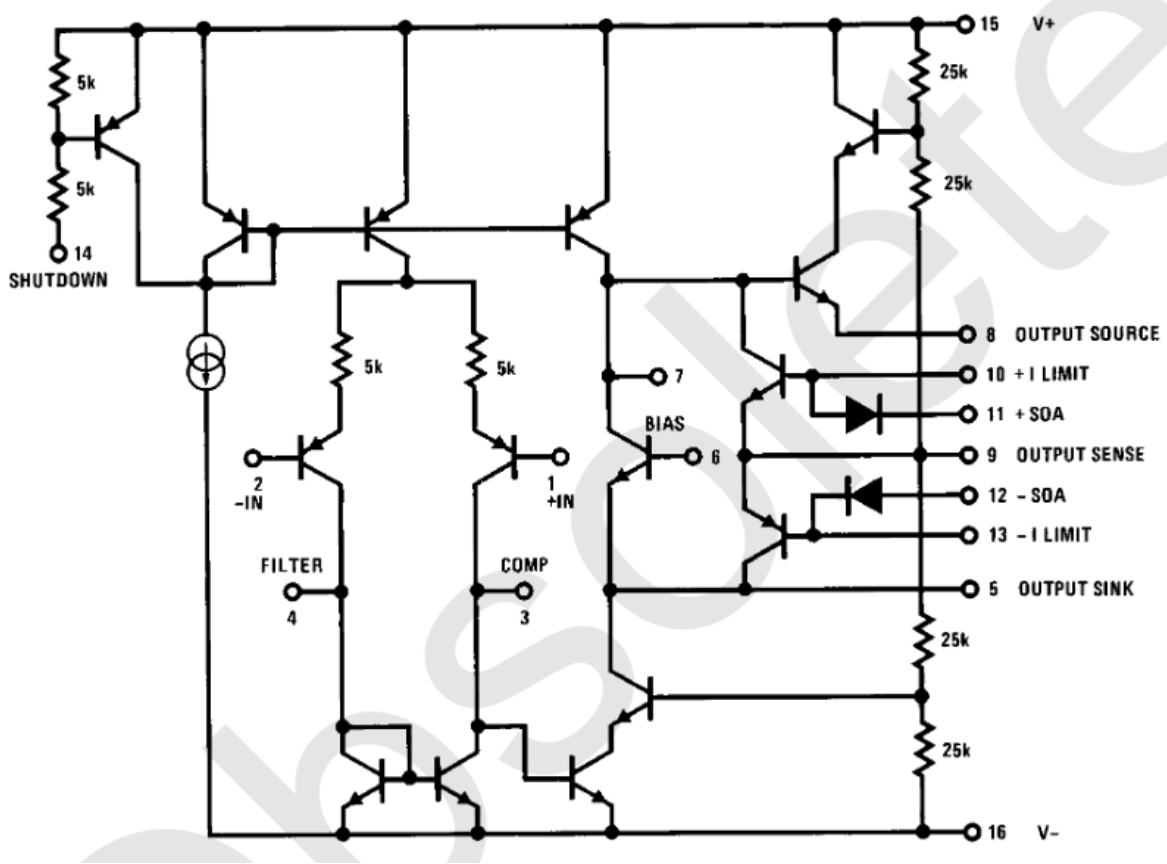 15 V+
5k
25k
5k
25k
14
SHUTDOWN
8 OUTPUT SOURCE
5k
5k
10 + I LIMIT
7
11 + SOA
BIAS
6
9 OUTPUT SENSE
2
-IN
1
+IN
12 - SOA
13 - I LIMIT
FILTER
4
COMP
3
5 OUTPUT SINK
25k
25k
16 V-
obsolete